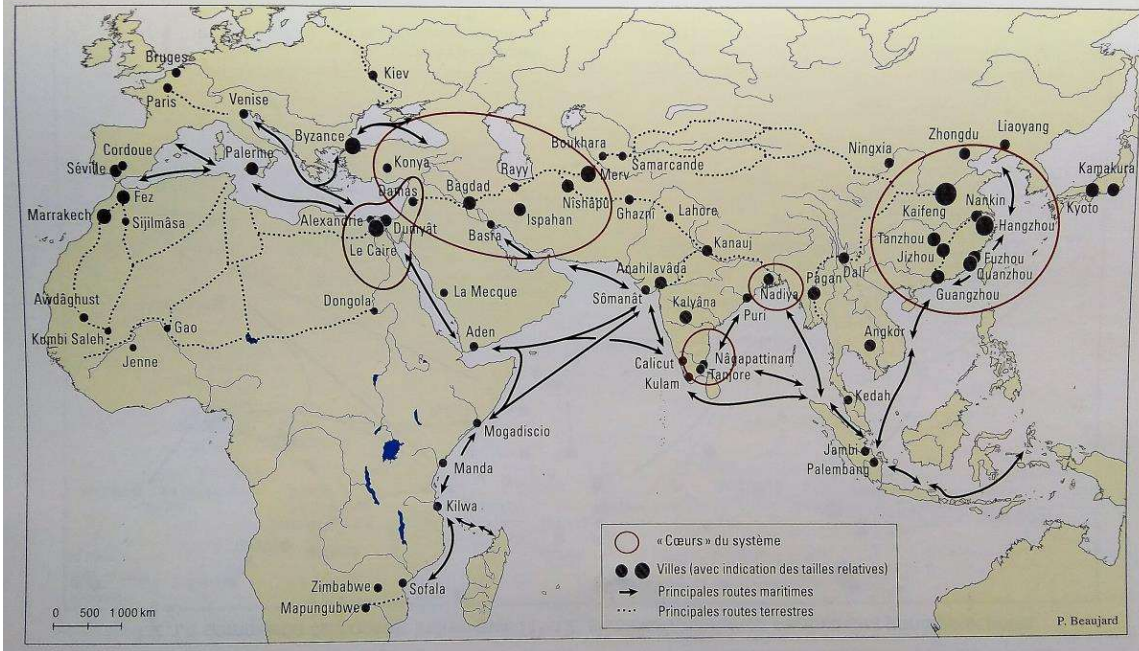 Bruges
Paris
Kiev
Venise
Byzance
Cordoue
Séville
Palerme
Fez
Marrakech
Sijilmâsa
Konya
Damas
Alexandrie
Dumyât
Le Caire
Bagdad
Basra
Rayy
Ispahan
Nishapu
Merv
Boukhara
Samarcande
Ghazni
Lahore
Kanauj
Ningxia
Zhongdu
Liaoyang
Kaifeng
Nankin
Hangzhou
Tanzhou
Jizhou
Fuzhou
Quanzhou
Guangzhou
Kamakura
Kyoto
Dali
Pagan
Nadiya
Puri
Anahilavâda
Sômanât
Kalyâna
Calicut
Kulam
Nâgapattinam
Tanjore
Angkor
Kedah
Jambi
Palembang
La Mecque
Aden
Dongola
Awdâghust
Kumbi Saleh
Gao
Jenne
Mogadiscio
Manda
Kilwa
Zimbabwe
Mapungubwe
Sofala
0 500 1 000 km
« Cœurs » du système
Villes (avec indication des tailles relatives)
Principales routes maritimes
Principales routes terrestres
P. Beaujard